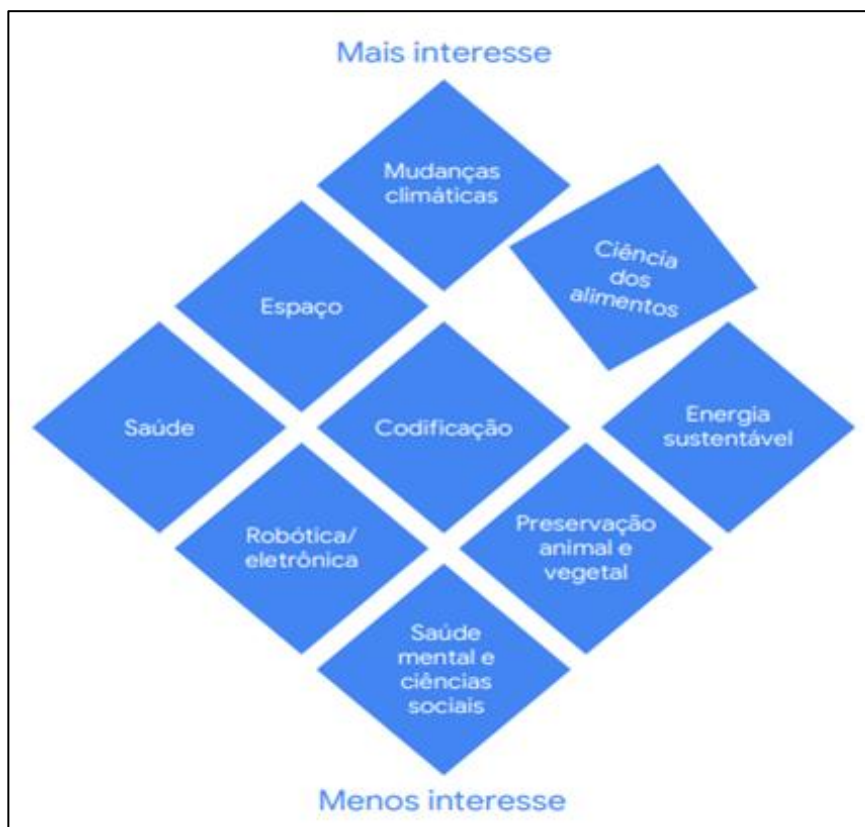 Mais interesse
Mudanças
climáticas
Ciência
dos
alimentos
Espaço
Saúde
Codificação
Energia
sustentável
Robótica/
eletrônica
Preservação
animal e
vegetal
Saúde
mental e
ciências
sociais
Menos interesse